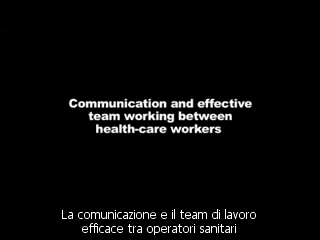 Communication and effective
team working between
health-care workers
La comunicazione e il team di lavoro
efficace tra operatori sanitari